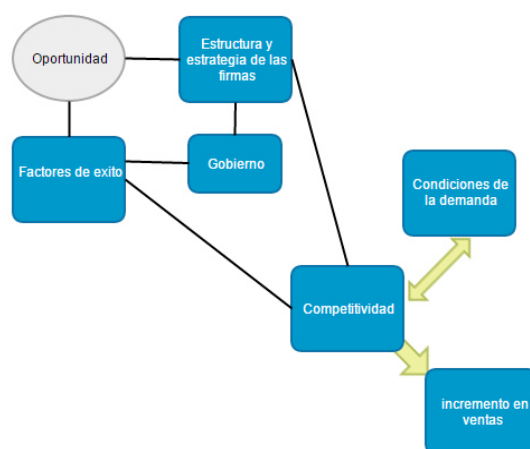 Oportunidad
Estructura y
estrategia de las
firmas
Factores de exito
Gobierno
Condiciones de
la demanda
Competitividad
incremento en
ventas